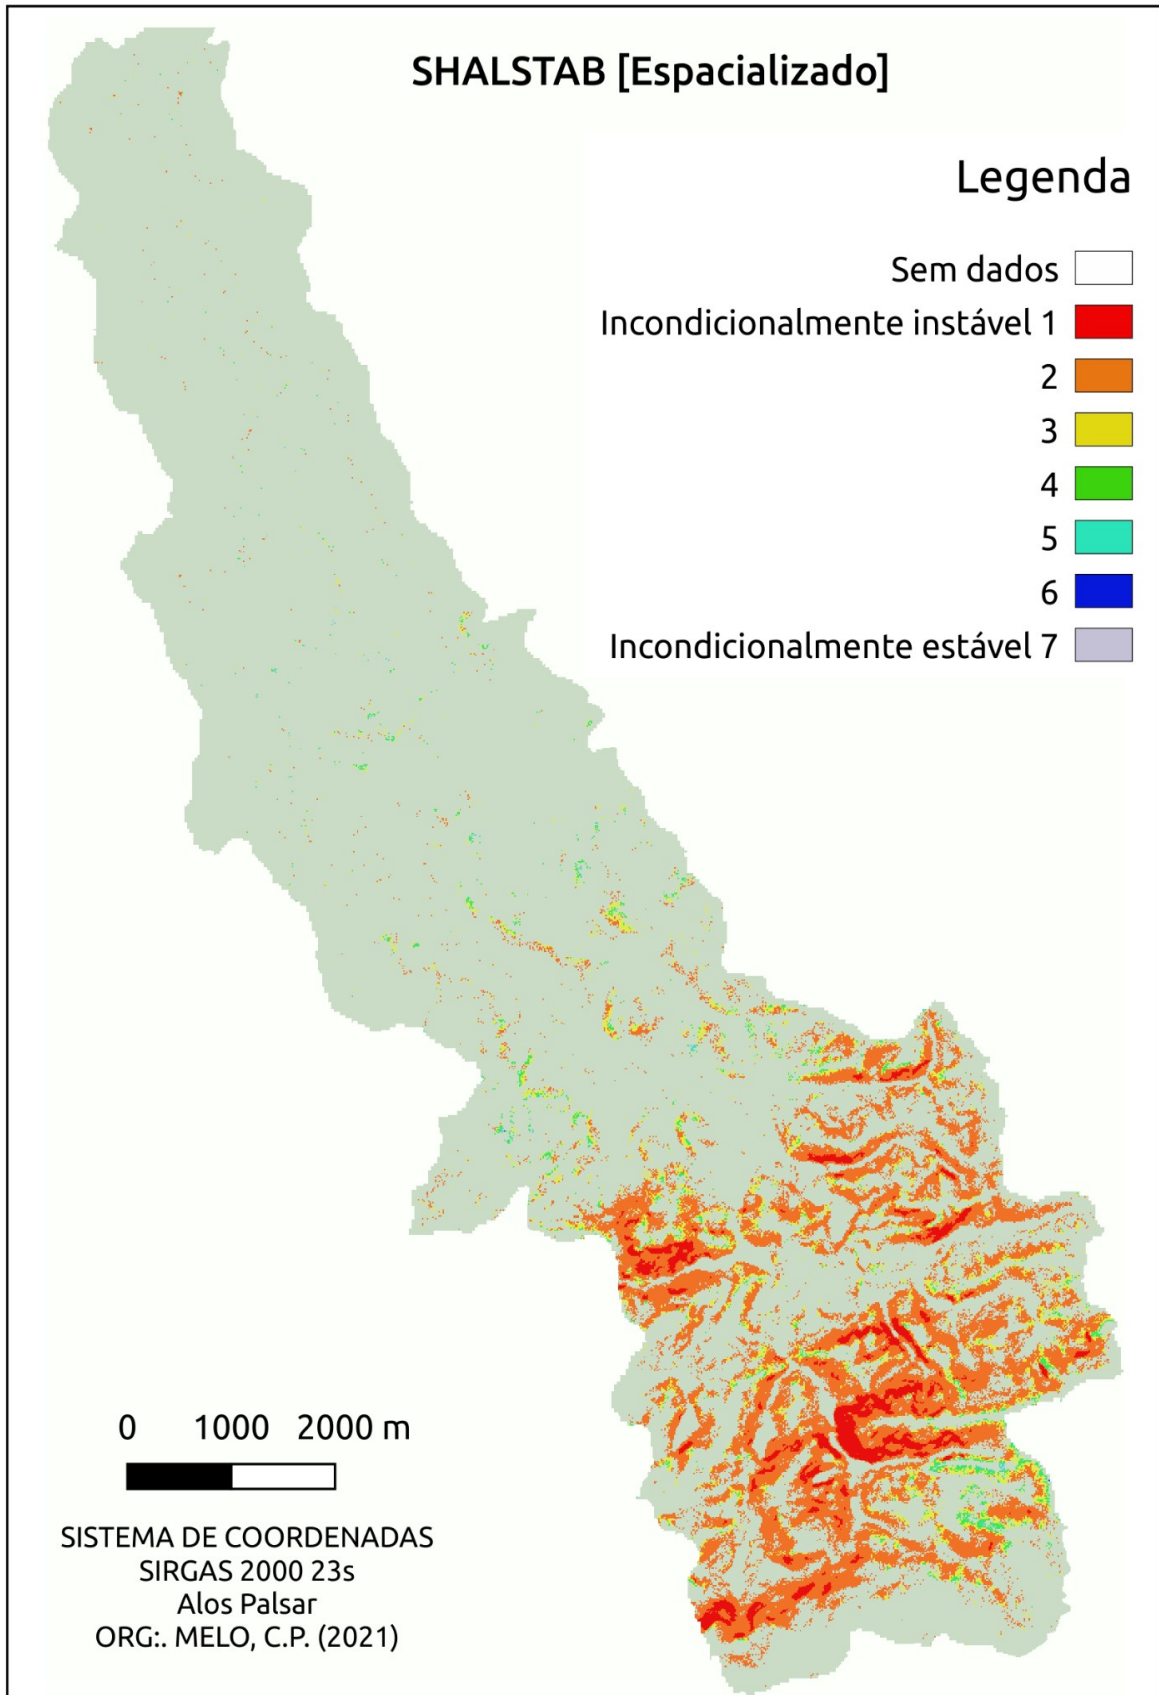 SHALSTAB [Espacializado]
Legenda
Sem dados
Incondicionalmente instável 1
2
3
4
5
6
Incondicionalmente estável 7
0 1000 2000 m
SISTEMA DE COORDENADAS
SIRGAS 2000 23s
Alos Palsar
ORG:. MELO, C.P. (2021)